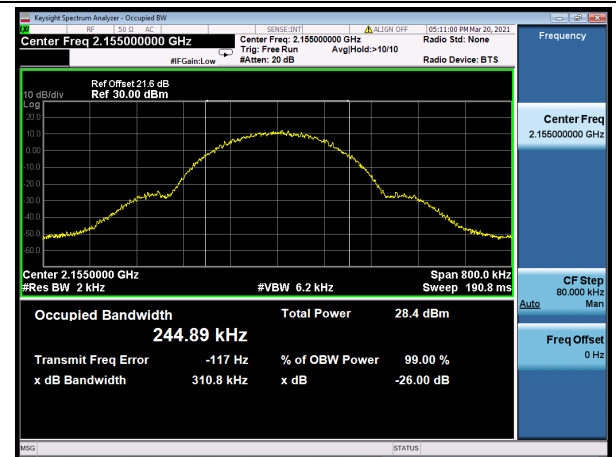 Keysight Spectrum Analyzer - Occupied BW
RF 50 Ω AC SENSE:INT ALIGN OFF 05:11:00 PM Mar 20, 2021
Center Freq 2.155000000 GHz Center Freq: 2.155000000 GHz Radio Std: None
Trig: Free Run Avg|Hold:>10/10
#IFGain:Low #Atten: 20 dB Radio Device: BTS
Ref Offset 21.6 dB
10 dB/div Ref 30.00 dBm
Log
20.0
10.0
0.00
-10.0
-20.0
-30.0
-40.0
-50.0
-60.0
Center 2.1550000 GHz Span 800.0 kHz
#Res BW 2 kHz #VBW 6.2 kHz Sweep 190.8 ms
Occupied Bandwidth Total Power 28.4 dBm
244.89 kHz
Transmit Freq Error -117 Hz % of OBW Power 99.00 %
x dB Bandwidth 310.8 kHz x dB -26.00 dB
MSG STATUS
Frequency
Center Freq
2.155000000 GHz
CF Step
80.000 kHz
Auto Man
Freq Offset
0 Hz